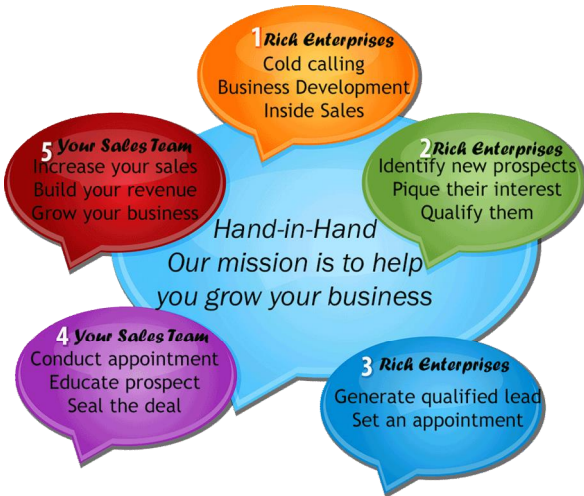 1 Rich Enterprises
Cold calling
Business Development
Inside Sales
2 Rich Enterprises
Identify new prospects
Pique their interest
Qualify them
3 Rich Enterprises
Generate qualified lead
Set an appointment
4 Your Sales Team
Conduct appointment
Educate prospect
Seal the deal
5 Your Sales Team
Increase your sales
Build your revenue
Grow your business
Hand-in-Hand
Our mission is to help
you grow your business